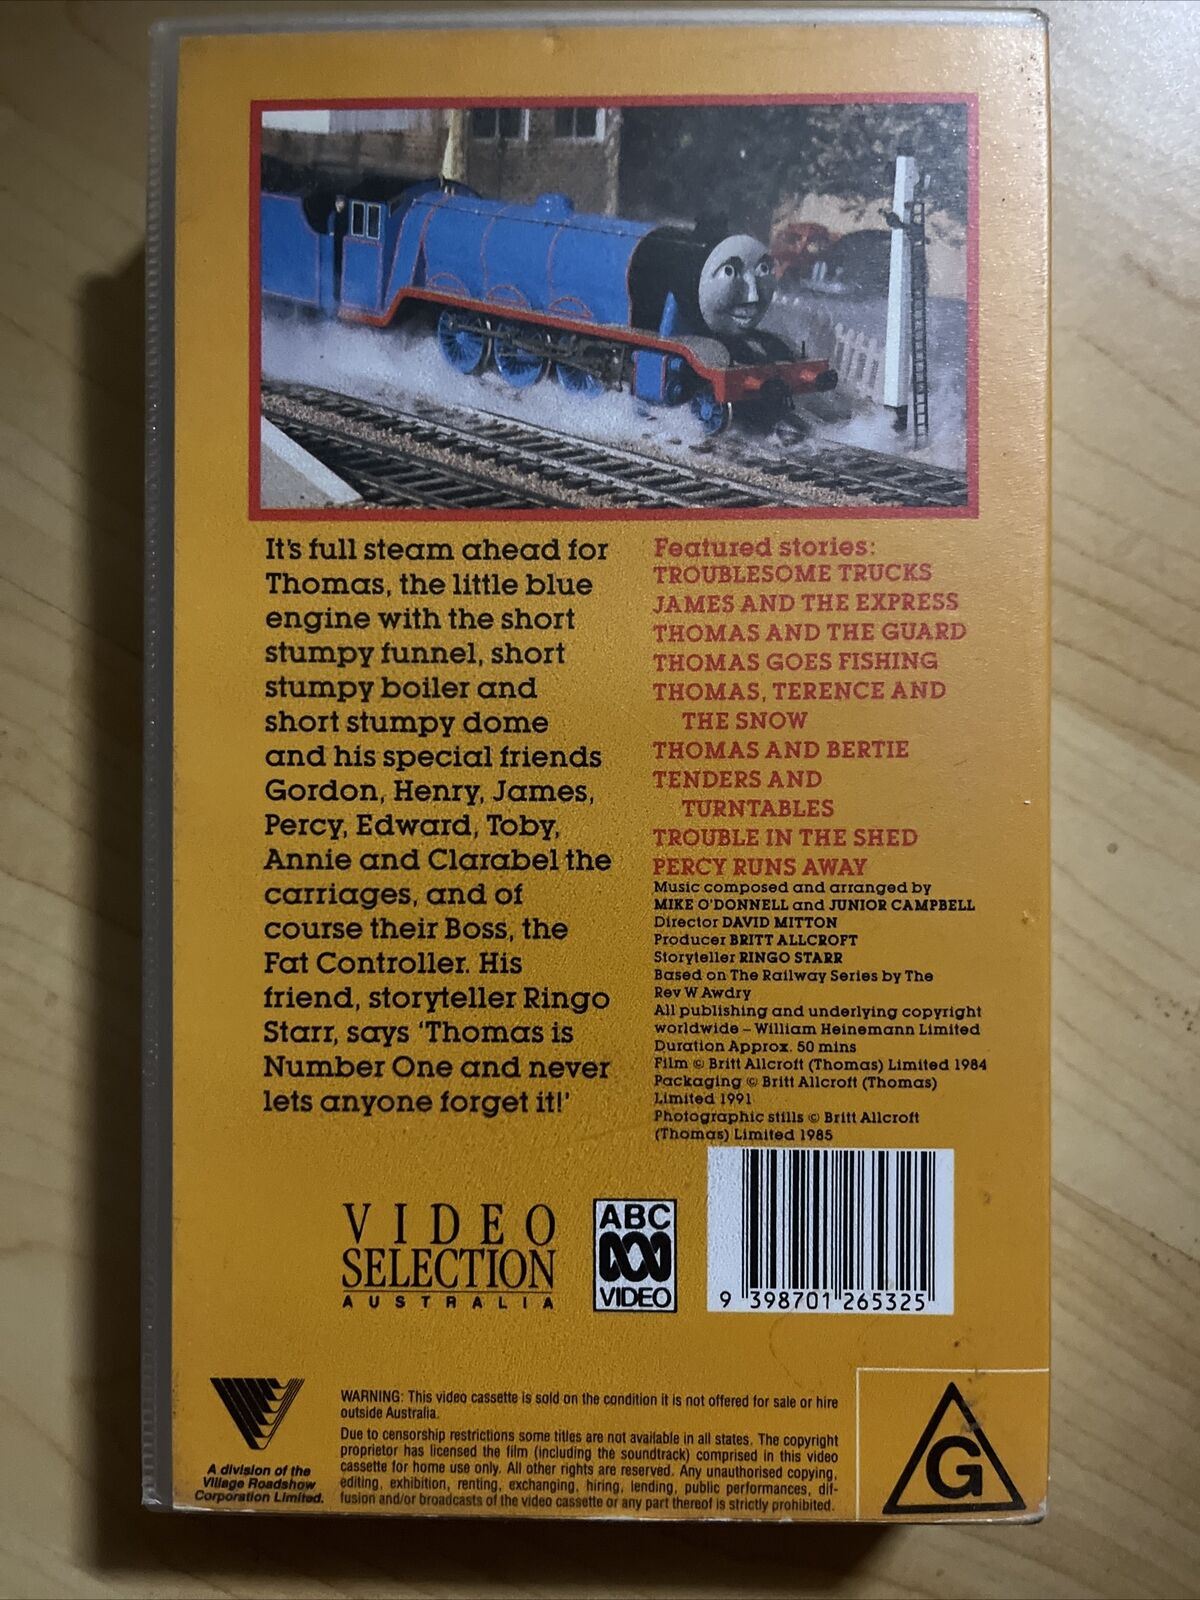 It's full steam ahead for
Thomas, the little blue
engine with the short
stumpy funnel, short
stumpy boiler and
short stumpy dome
and his special friends
Gordon, Henry, James,
Percy, Edward, Toby,
Annie and Clarabel the
carriages, and of
course their Boss, the
Fat Controller. His
friend, storyteller Ringo
Starr, says 'Thomas is
Number One and never
lets anyone forget it!'
Featured stories:
TROUBLESOME TRUCKS
JAMES AND THE EXPRESS
THOMAS AND THE GUARD
THOMAS GOES FISHING
THOMAS, TERENCE AND
THE SNOW
THOMAS AND BERTIE
TENDERS AND
TURNTABLES
TROUBLE IN THE SHED
PERCY RUNS AWAY
Music composed and arranged by
MIKE O'DONNELL and JUNIOR CAMPBELL
Director DAVID MITTON
Producer BRITT ALLCROFT
Storyteller RINGO STARR
Based on The Railway Series by The
Rev W Awdry
All publishing and underlying copyright
worldwide – William Heinemann Limited
Duration Approx. 50 mins
Film © Britt Allcroft (Thomas) Limited 1984
Packaging © Britt Allcroft (Thomas)
Limited 1991
Photographic stills © Britt Allcroft
(Thomas) Limited 1985
VIDEO
SELECTION
AUSTRALIA
ABC
VIDEO
9 398701 265325
A division of the
Village Roadshow
Corporation Limited.
WARNING: This video cassette is sold on the condition it is not offered for sale or hire
outside Australia.
Due to censorship restrictions some titles are not available in all states. The copyright
proprietor has licensed the film (including the soundtrack) comprised in this video
cassette for home use only. All other rights are reserved. Any unauthorised copying,
editing, exhibition, renting, exchanging, hiring, lending, public performances, dif-
fusion and/or broadcasts of the video cassette or any part thereof is strictly prohibited.
G